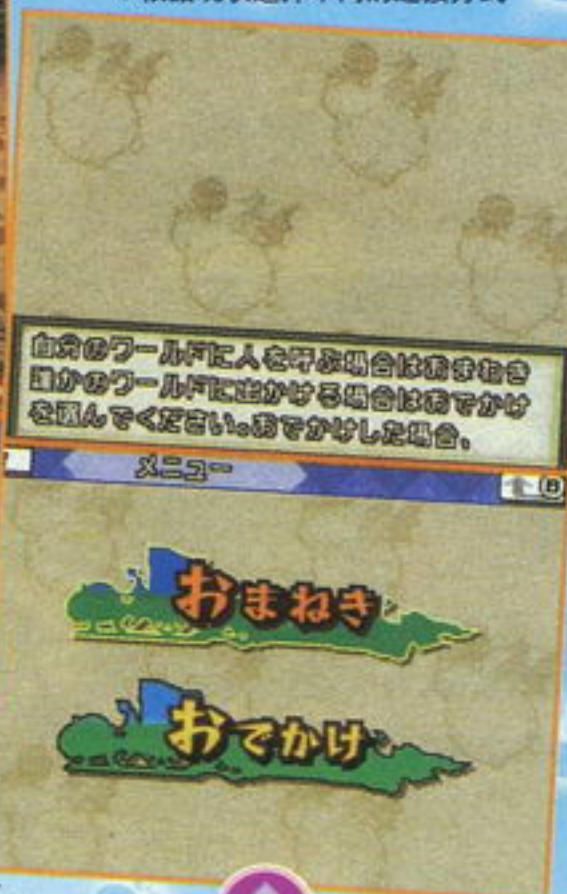 自分のワールドに人を呼ぶ場合はおまねき
誰かのワールドに出かける場合はおでかけ
を選んでください。おでかけした場合、
メニュー
B
おまねき
おでかけ